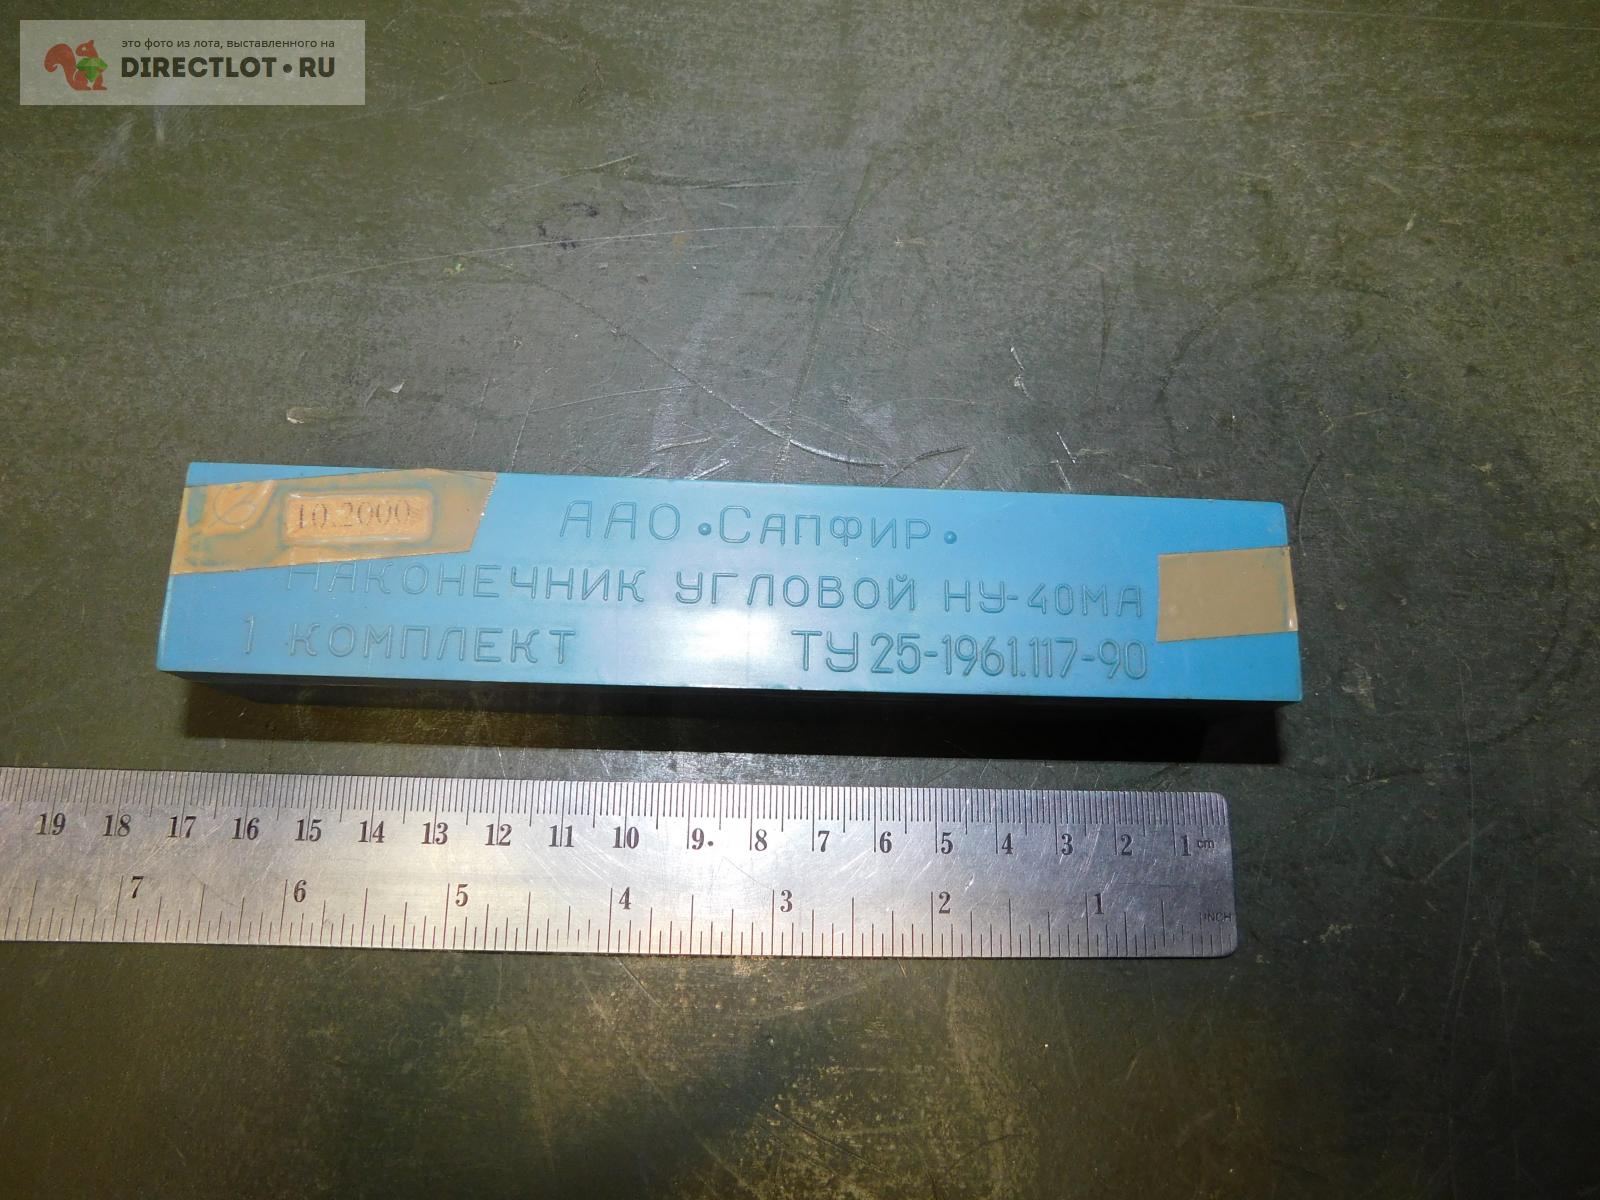 это фото из лота, выставленного на
DIRECTLOT•RU
10.2000
ААО •САПФИР•
НАКОНЕЧНИК УГЛОВОЙ НУ-40МА
1 КОМПЛЕКТ ТУ 25-1961.117-90
19 18 17 16 15 14 13 12 11 10 9. 8 7 6 5 4 3 2 1 cm
7 6 5 4 3 2 1 INCH